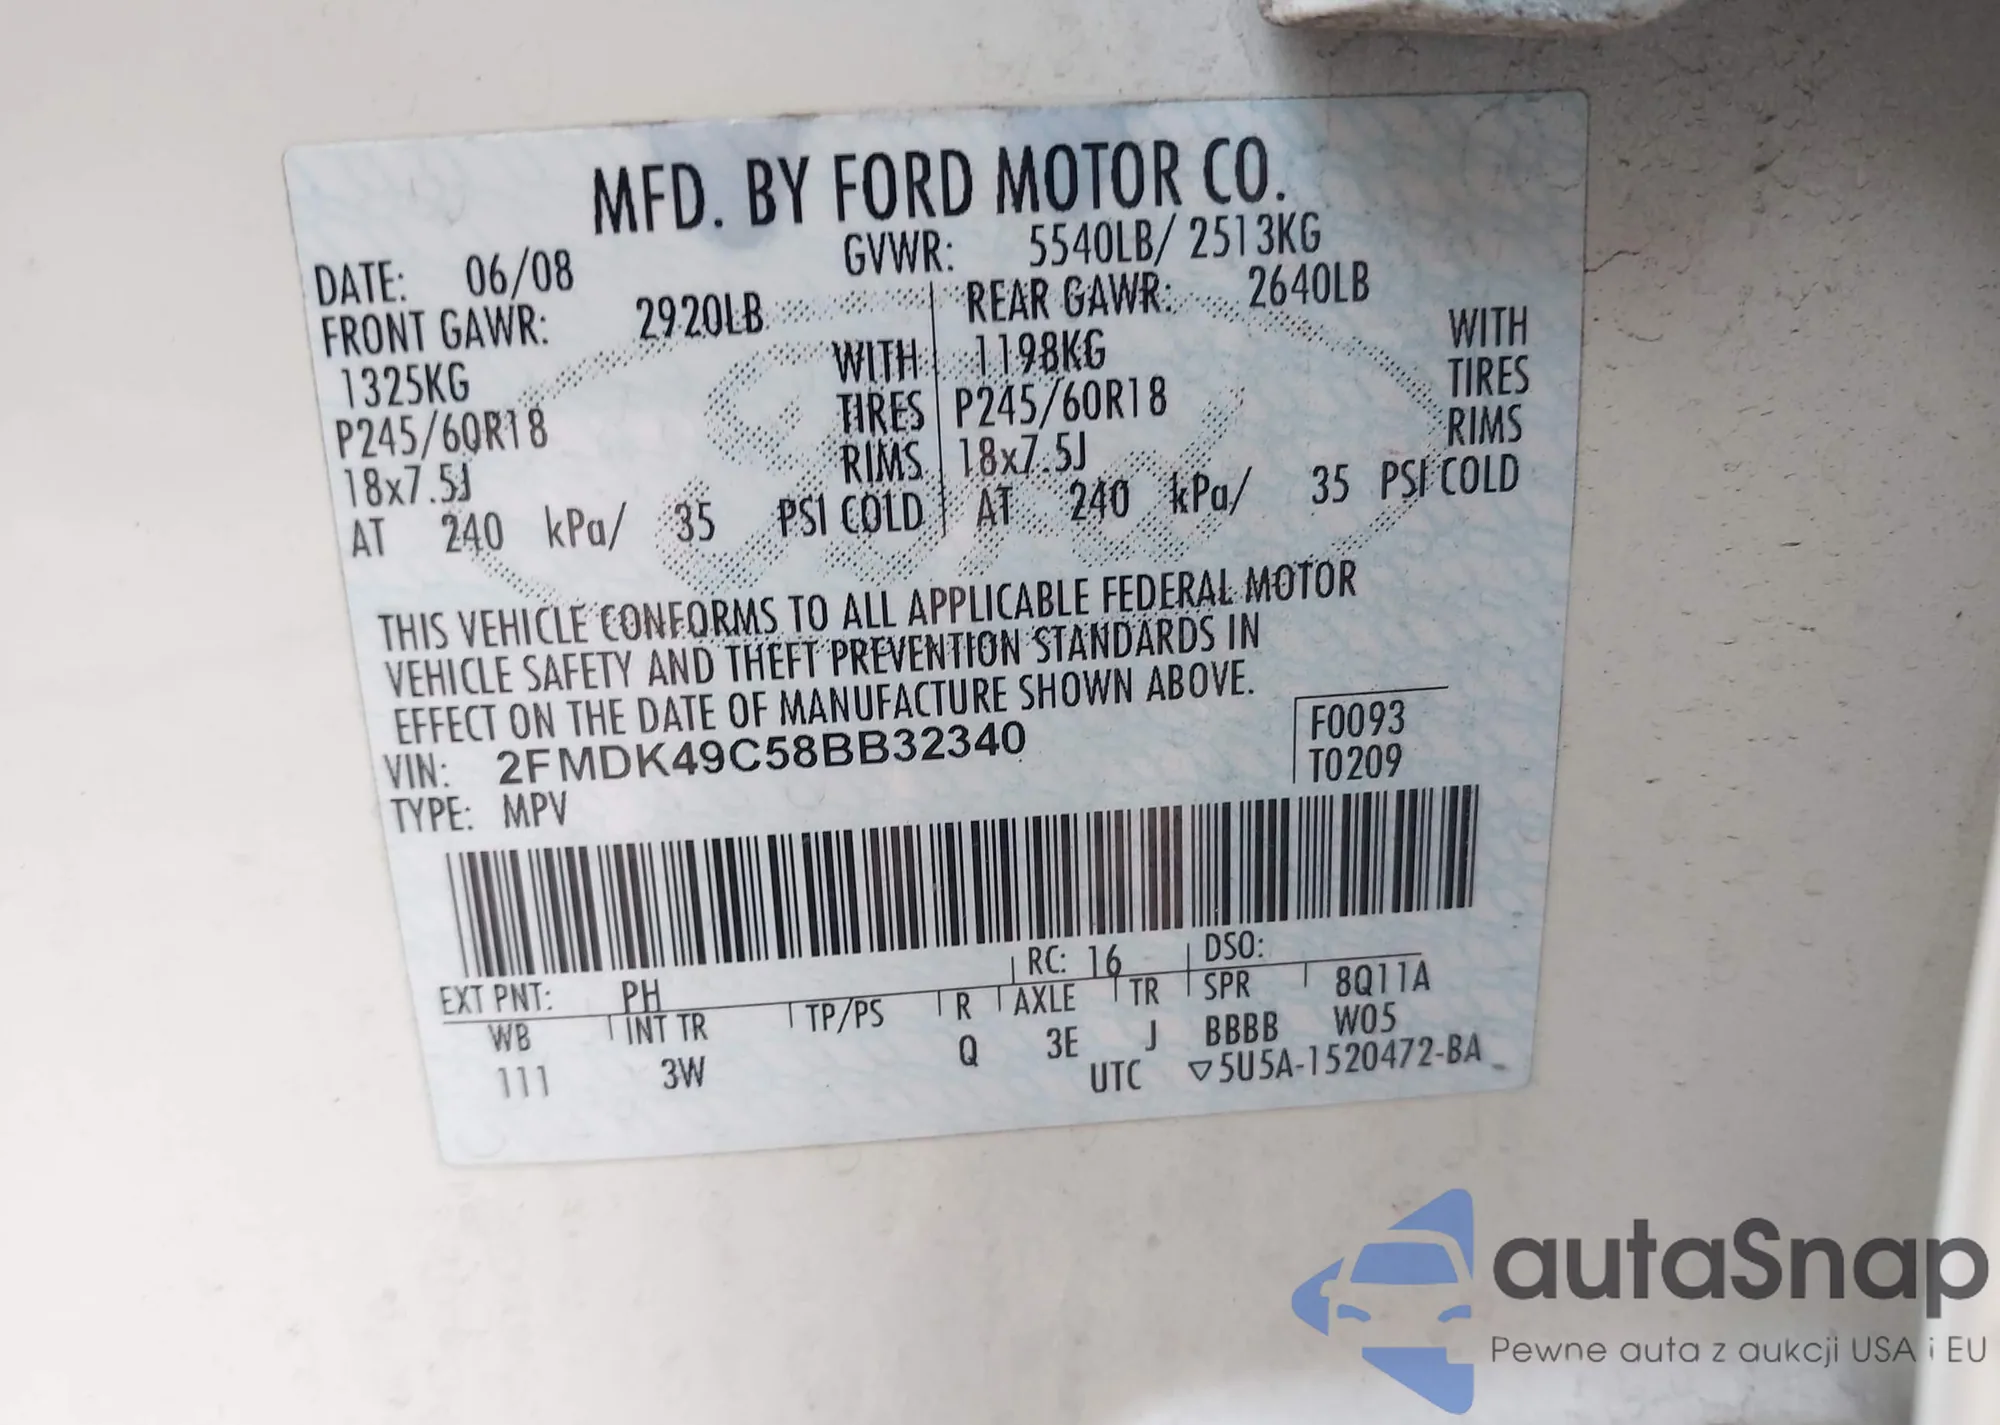 MFD. BY FORD MOTOR CO.
DATE: 06/08 GVWR: 5540LB/ 2513KG
FRONT GAWR: 2920LB REAR GAWR: 2640LB
1325KG WITH 1198KG WITH
P245/60R18 TIRES P245/60R18 TIRES
18x7.5J RIMS 18x7.5J RIMS
AT 240 kPa/ 35 PSI COLD AT 240 kPa/ 35 PSI COLD
THIS VEHICLE CONFORMS TO ALL APPLICABLE FEDERAL MOTOR
VEHICLE SAFETY AND THEFT PREVENTION STANDARDS IN
EFFECT ON THE DATE OF MANUFACTURE SHOWN ABOVE.
VIN: 2FMDK49C58BB32340 F0093
TYPE: MPV T0209
EXT PNT: PH RC: 16 DSO:
WB INT TR TP/PS R AXLE TR SPR 8Q11A
111 3W Q 3E J BBBB W05
UTC ▽5U5A-1520472-BA
autaSnap
Pewne auta z aukcji USA i EU